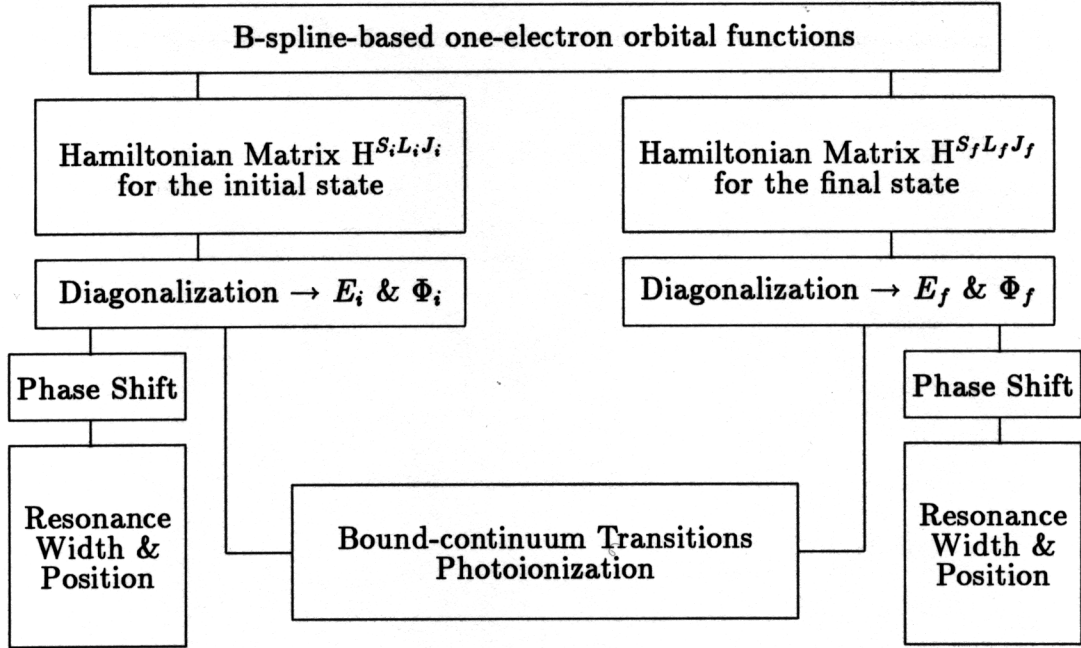 B-spline-based one-electron orbital functions
Hamiltonian Matrix H^{S_iL_iJ_i}
for the initial state
Hamiltonian Matrix H^{S_fL_fJ_f}
for the final state
Diagonalization → E_i & Φ_i
Diagonalization → E_f & Φ_f
Phase Shift
Phase Shift
Resonance
Width &
Position
Bound-continuum Transitions
Photoionization
Resonance
Width &
Position